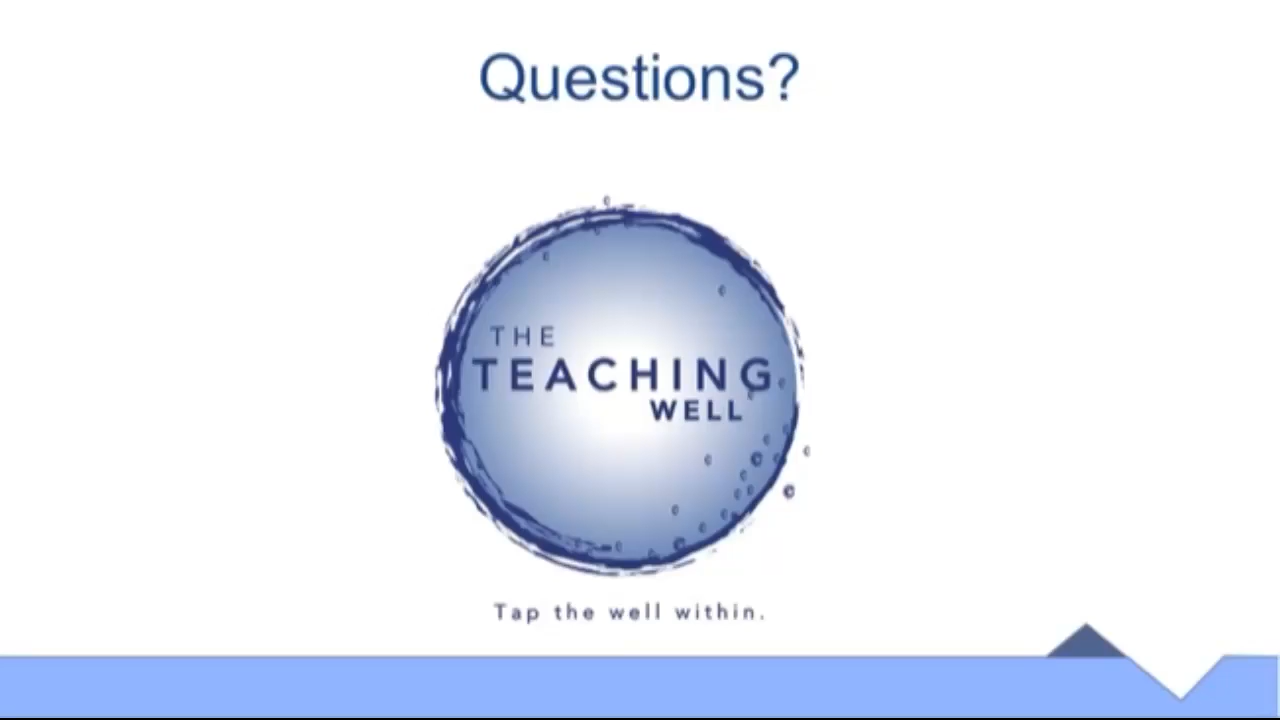 Questions?
THE
TEACHING
WELL
Tap the well within.